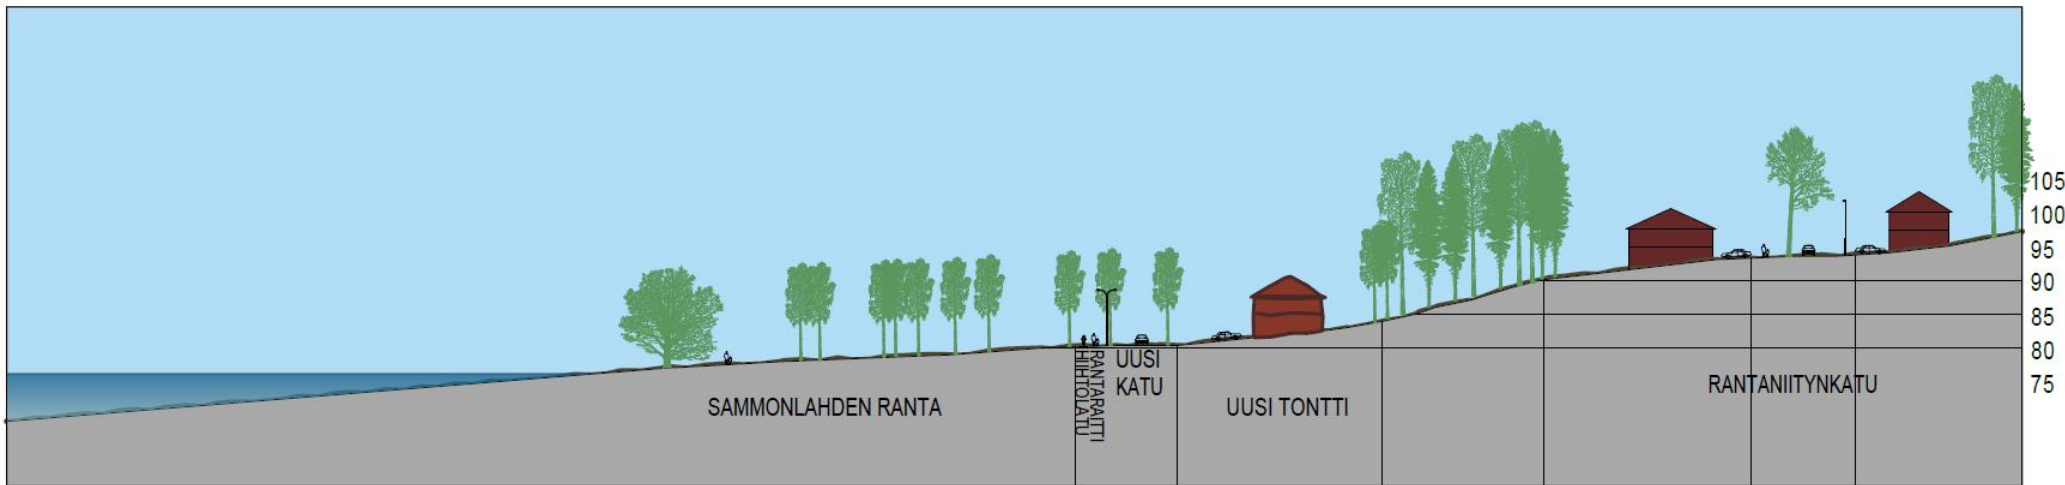 105
100
95
90
85
80
75
SAMMONLAHDEN RANTA
HIIHTOLATU
RANTARAITTI
UUSI
KATU
UUSI TONTTI
RANTANIITYNKATU